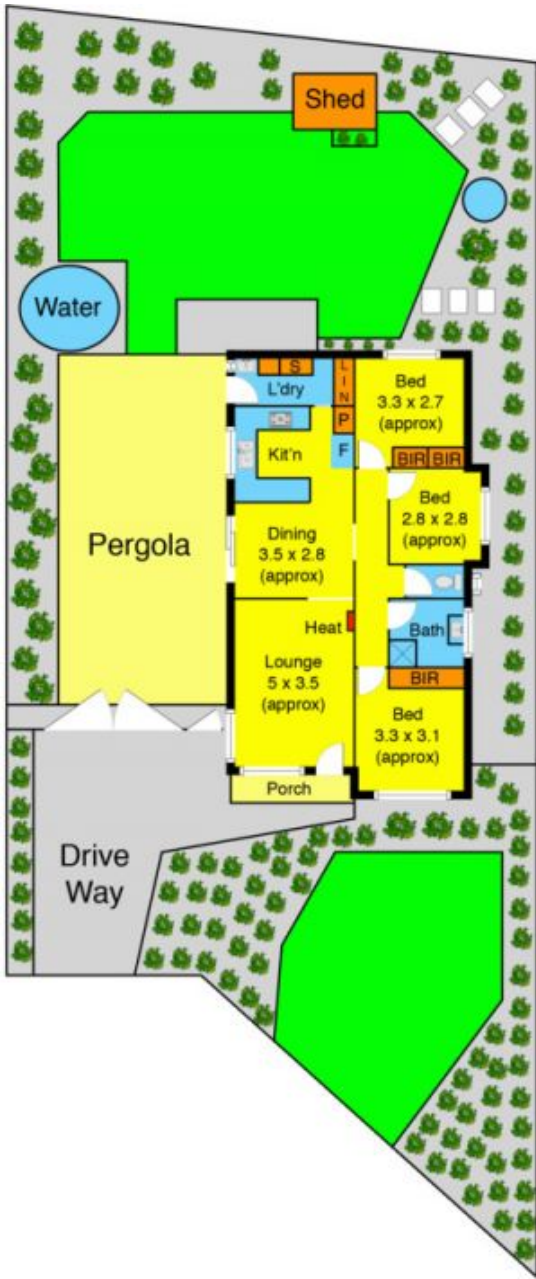 Shed
Water
L
I
N
S
L'dry
P
F
Kit'n
Bed
3.3 x 2.7
(approx)
BIR BIR
Bed
2.8 x 2.8
(approx)
Pergola
Dining
3.5 x 2.8
(approx)
Heat
Bath
Lounge
5 x 3.5
(approx)
BIR
Bed
3.3 x 3.1
(approx)
Porch
Drive
Way